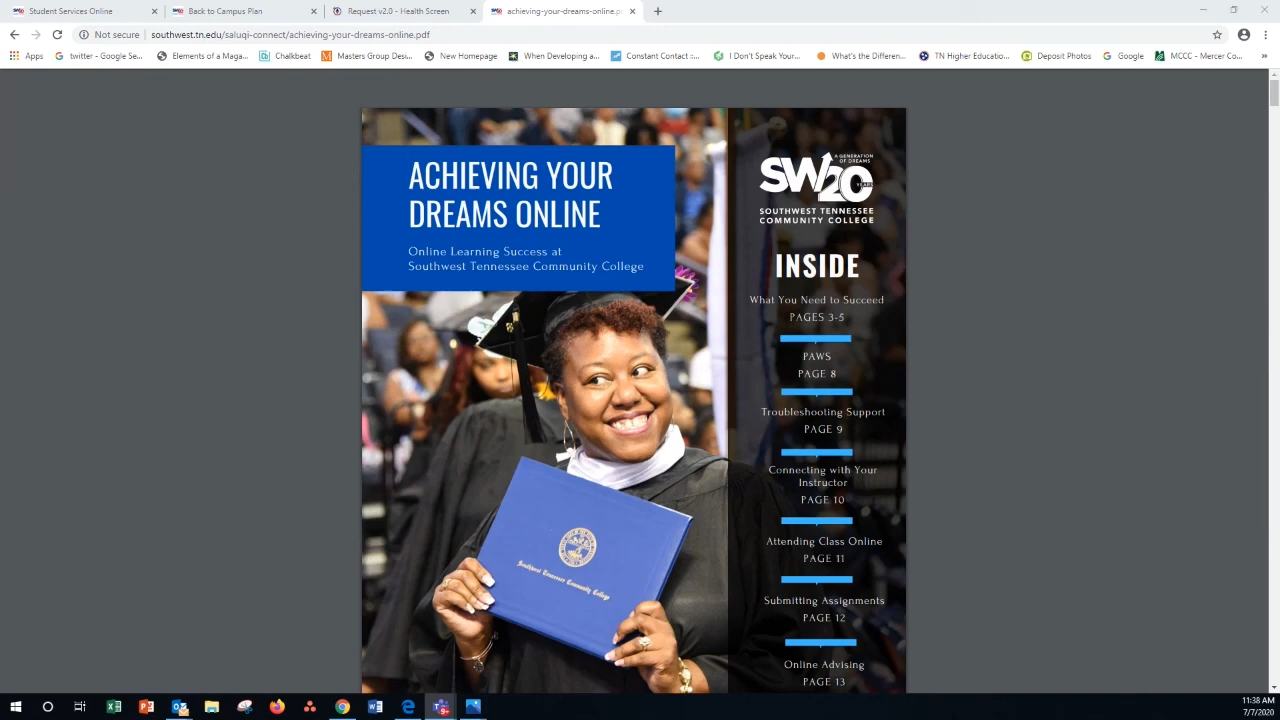 Student Services Online
Back to Campus Plan
Request v2.0 - Health Screen
achieving-your-dreams-online.p
Not secure
southwest.tn.edu/saluqi-connect/achieving-your-dreams-online.pdf
Apps
twitter - Google Se...
Elements of a Maga...
Chalkbeat
Masters Group Desi...
New Homepage
When Developing a...
Constant Contact :...
I Don't Speak Your...
What's the Differen...
TN Higher Educatio...
Deposit Photos
Google
MCCC - Mercer Co...
ACHIEVING YOUR
DREAMS ONLINE
Online Learning Success at
Southwest Tennessee Community College
Southwest Tennessee Community College
A GENERATION
OF DREAMS
SW20
YEARS
SOUTHWEST TENNESSEE
COMMUNITY COLLEGE
INSIDE
What You Need to Succeed
PAGES 3-5
PAWS
PAGE 8
Troubleshooting Support
PAGE 9
Connecting with Your
Instructor
PAGE 10
Attending Class Online
PAGE 11
Submitting Assignments
PAGE 12
Online Advising
PAGE 13
11:38 AM
7/7/2020